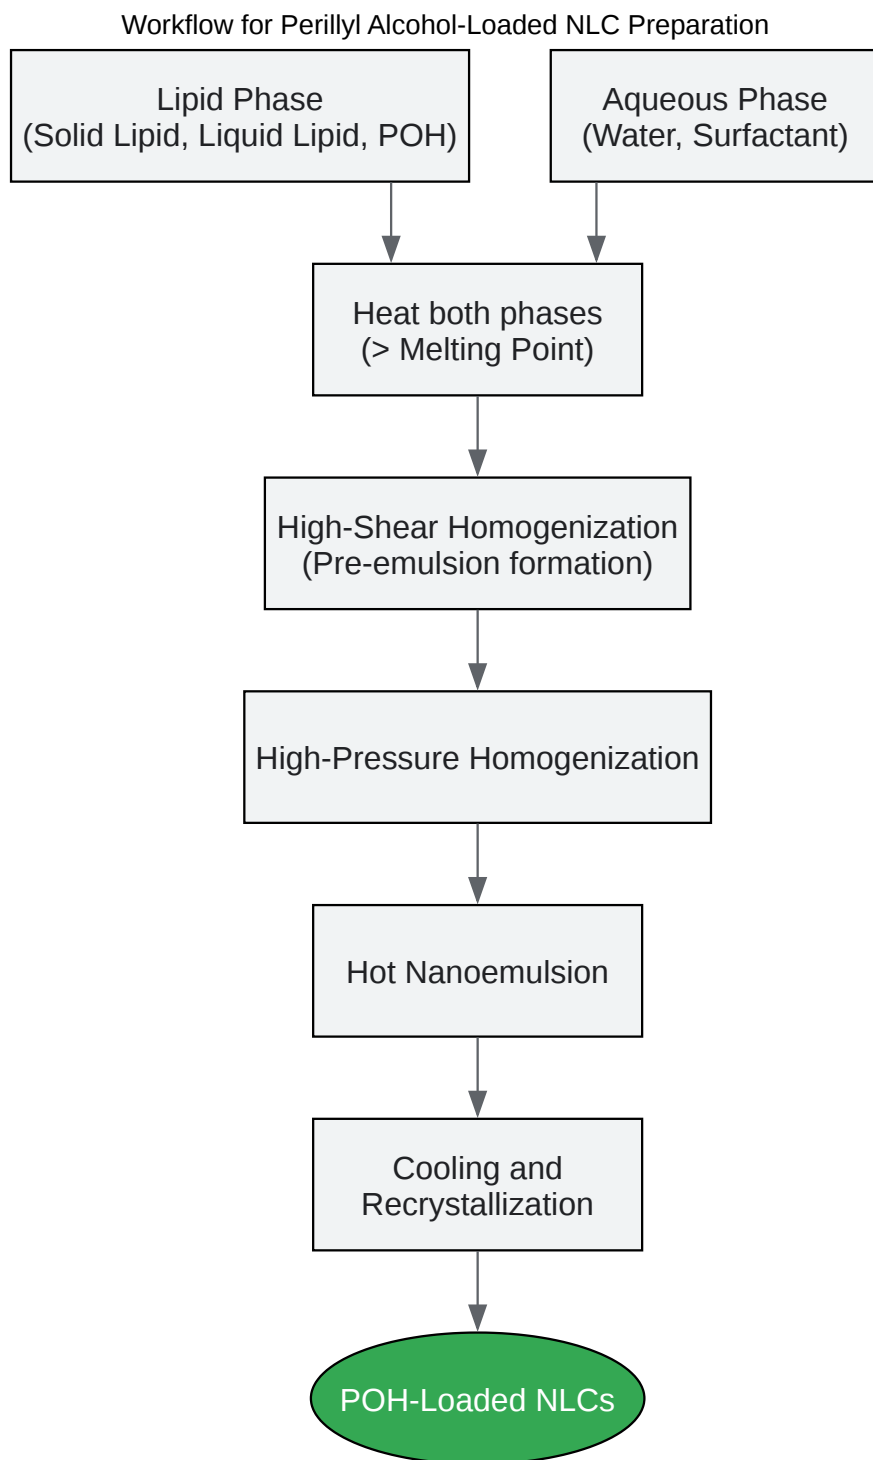 Workflow for Perillyl Alcohol-Loaded NLC Preparation
Lipid Phase
(Solid Lipid, Liquid Lipid, POH)
Aqueous Phase
(Water, Surfactant)
Heat both phases
(> Melting Point)
High-Shear Homogenization
(Pre-emulsion formation)
High-Pressure Homogenization
Hot Nanoemulsion
Cooling and
Recrystallization
POH-Loaded NLCs